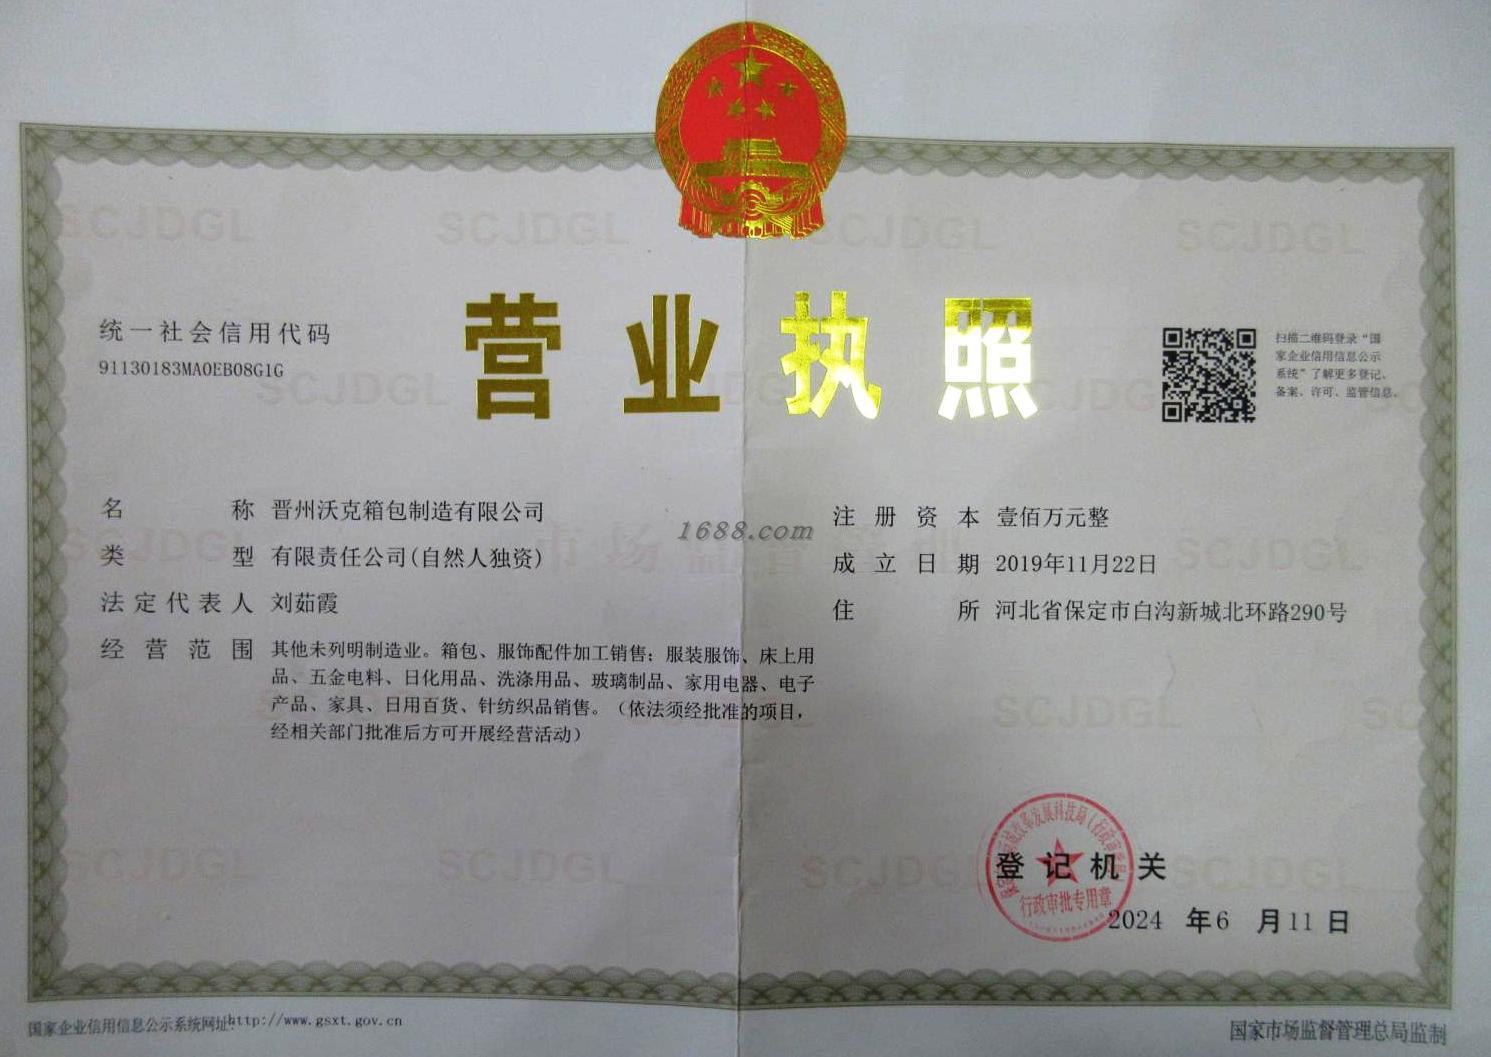 SCJDGL SCJDGL SCJDGL SCJDGL
营业执照
统一社会信用代码
91130183MA0EB08G1G
扫描二维码登录“国
家企业信用信息公示
系统”了解更多登记、
备案、许可、监管信息。
名称 晋州沃克箱包制造有限公司
类型 有限责任公司(自然人独资)
法定代表人 刘茹霞
经营范围 其他未列明制造业。箱包、服饰配件加工销售；服装服饰、床上用
品、五金电料、日化用品、洗涤用品、玻璃制品、家用电器、电子
产品、家具、日用百货、针纺织品销售。（依法须经批准的项目，
经相关部门批准后方可开展经营活动）
1688.com
注册资本 壹佰万元整
成立日期 2019年11月22日
住所 河北省保定市白沟新城北环路290号
登记机关
行政审批专用章
2024 年6 月11日
国家企业信用信息公示系统网址:http://www.gsxt.gov.cn
国家市场监督管理总局监制